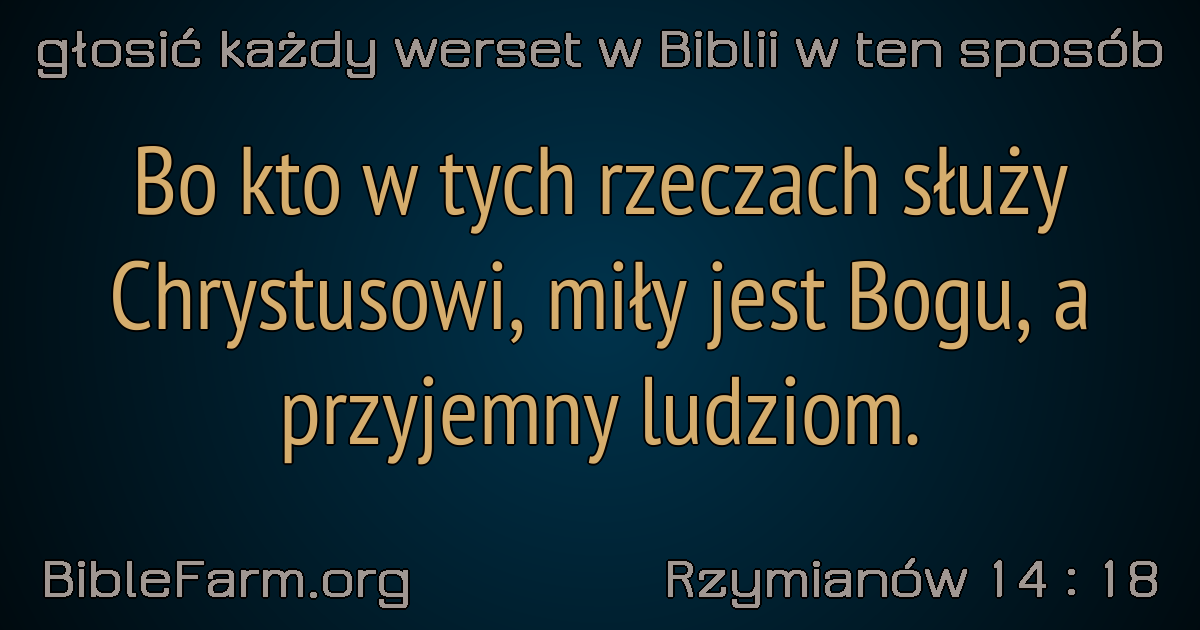 głosić każdy werset w Biblii w ten sposób
Bo kto w tych rzeczach służy
Chrystusowi, miły jest Bogu, a
przyjemny ludziom.
BibleFarm.org
Rzymianów 14 : 18